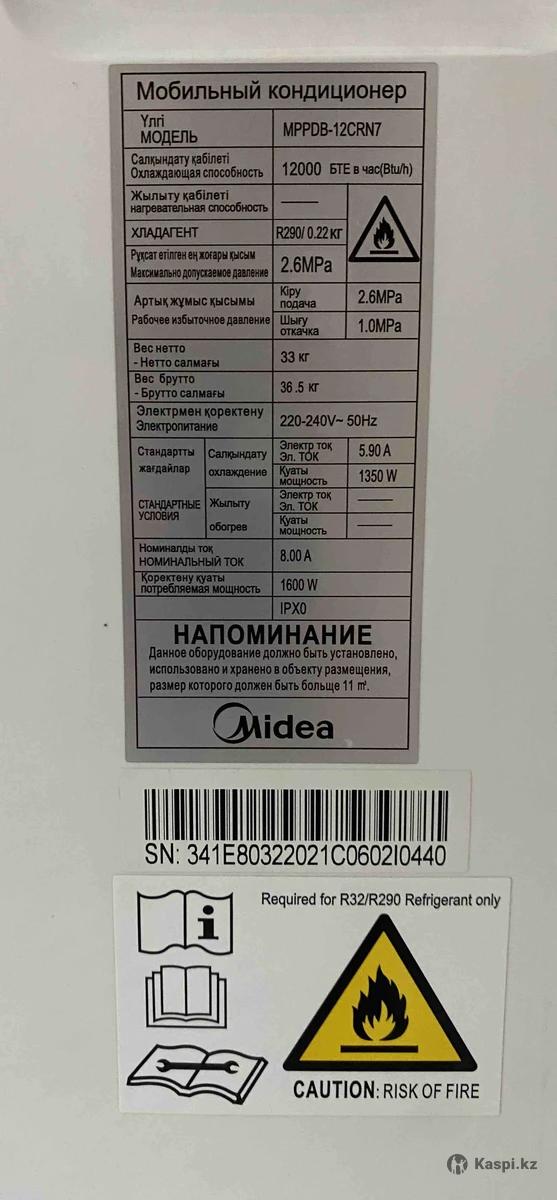 Мобильный кондиционер
Үлгі
МОДЕЛЬ
MPPDB-12CRN7
Салқындату қабілеті
Охлаждающая способность
12000 БТЕ в час(Btu/h)
Жылыту қабілеті
нагревательная способность
ХЛАДАГЕНТ
R290/ 0.22 кг
Рұқсат етілген ең жоғары қысым
Максимально допускаемое давление
2.6MPa
Артық жұмыс қысымы
Рабочее избыточное давление
Кіру
подача
2.6MPa
Шығу
откачка
1.0MPa
Вес нетто
- Нетто салмағы
33 кг
Вес брутто
- Брутто салмағы
36.5 кг
Электрмен қоректену
Электропитание
220-240V~ 50Hz
Стандартты
жағдайлар
СТАНДАРТНЫЕ
УСЛОВИЯ
Салқындату
охлаждение
Электр тоқ
Эл. ТОК
5.90 A
Қуаты
мощность
1350 W
Жылыту
обогрев
Электр тоқ
Эл. ТОК
Қуаты
мощность
Номиналды тоқ
НОМИНАЛЬНЫЙ ТОК
8.00 A
Қоректену қуаты
потребляемая мощность
1600 W
IPX0
НАПОМИНАНИЕ
Данное оборудование должно быть установлено,
использовано и хранено в объекту размещения,
размер которого должен быть больше 11 m².
Midea
SN: 341E80322021C0602I0440
Required for R32/R290 Refrigerant only
CAUTION: RISK OF FIRE
Kaspi.kz